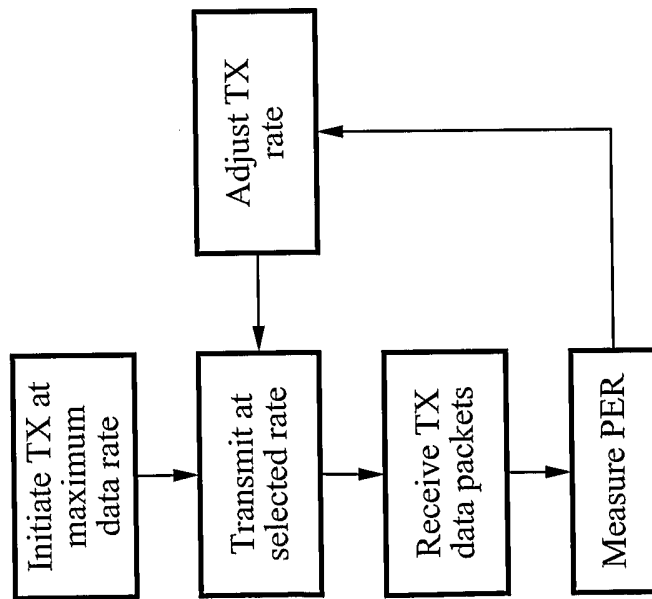 Initiate TX at
maximum
data rate
Transmit at
selected rate
Receive TX
data packets
Measure PER
Adjust TX
rate